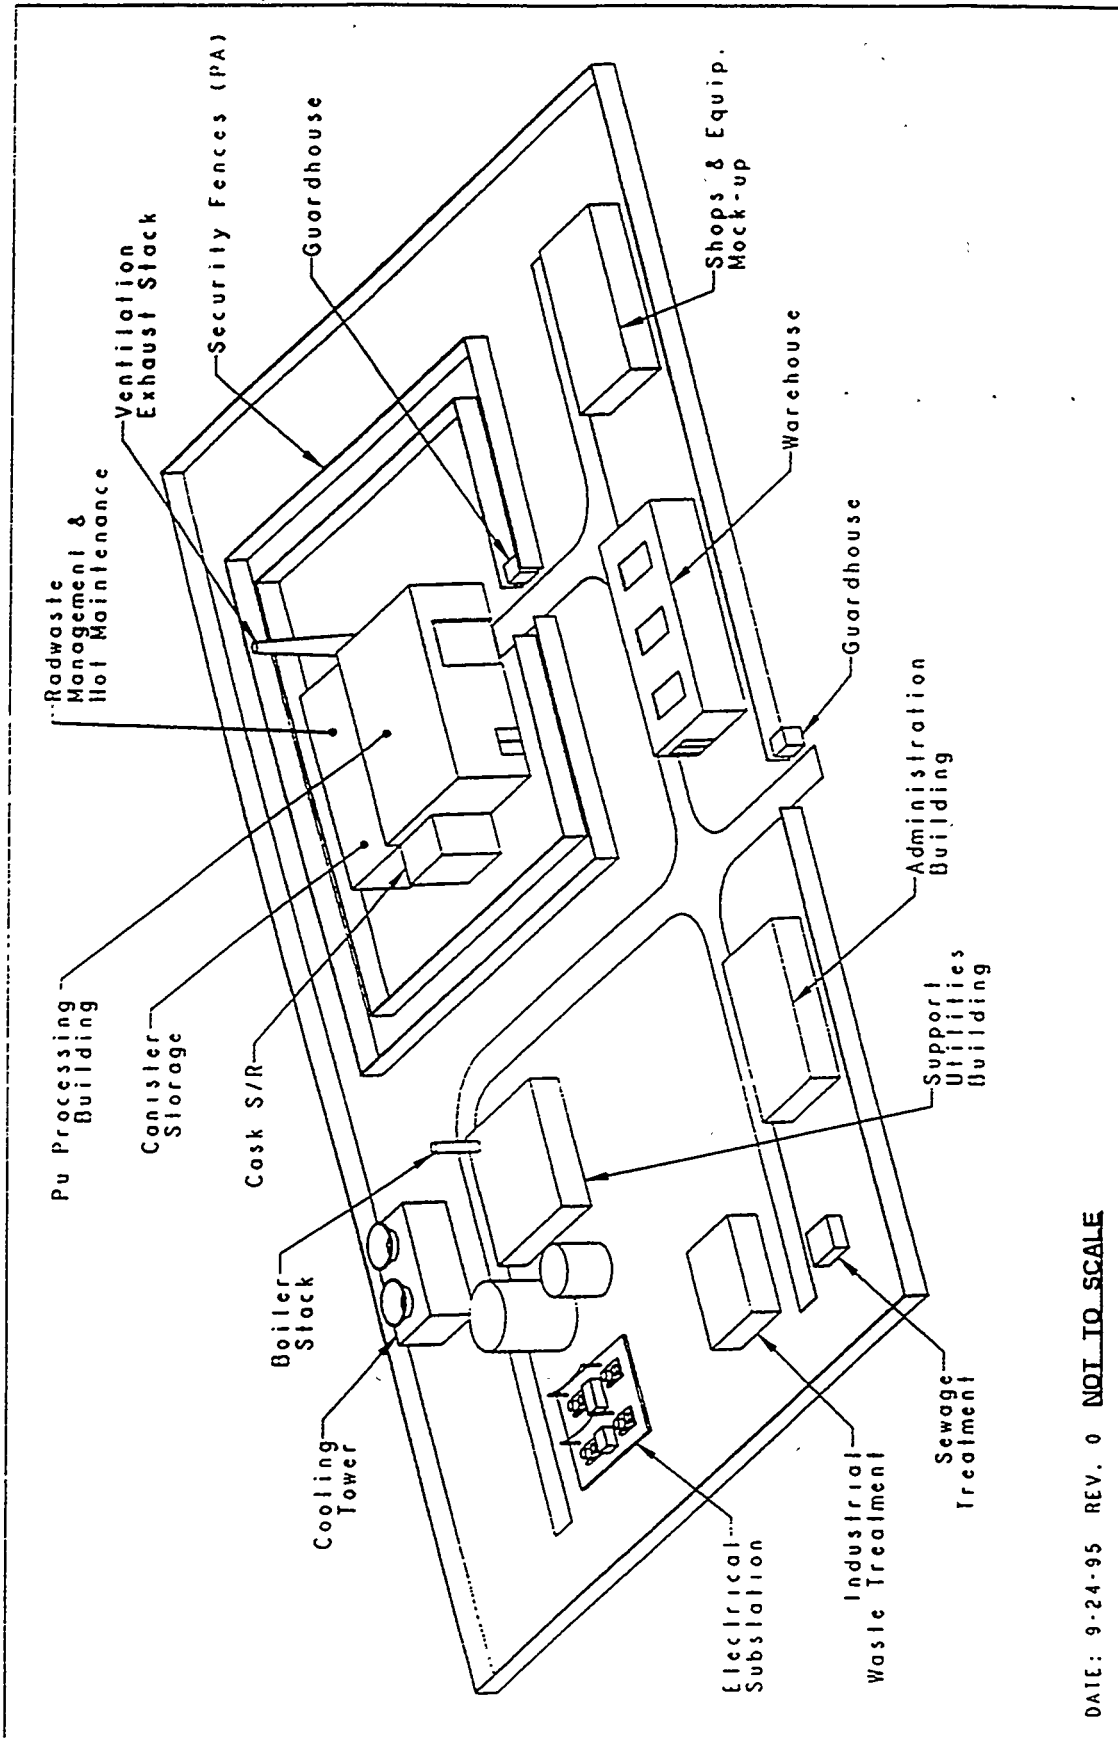 Pu Processing
Building
Radwaste
Management &
Hot Maintenance
Ventilation
Exhaust Stack
Security Fences (PA)
Guardhouse
Canister
Storage
Cask S/R
Boiler
Stack
Cooling
Tower
Shops & Equip.
Mock-up
Warehouse
Guardhouse
Administration
Building
Support
Utilities
Building
Electrical
Substation
Industrial
Waste Treatment
Sewage
Treatment
DATE: 9-24-95 REV. 0 NOT TO SCALE